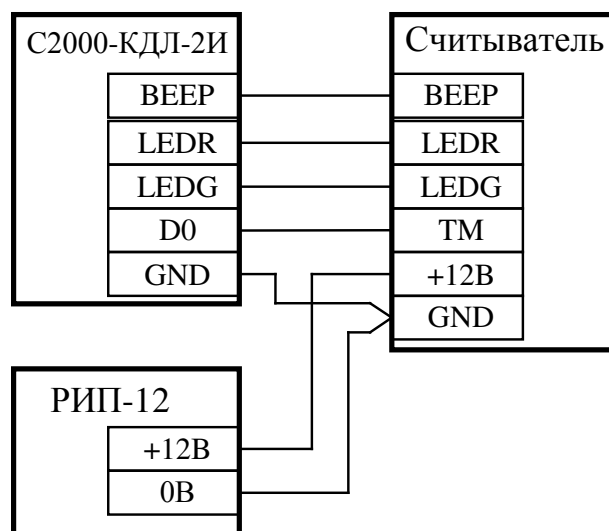 С2000-КДЛ-2И
BEEP
LEDR
LEDG
D0
GND
Считыватель
BEEP
LEDR
LEDG
TM
+12В
GND
РИП-12
+12В
0В